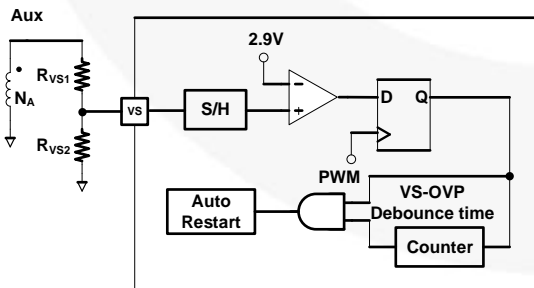 Aux
2.9V
R_VS1
N_A
VS
S/H
D Q
R_VS2
PWM
VS-OVP
Debounce time
Auto
Restart
Counter